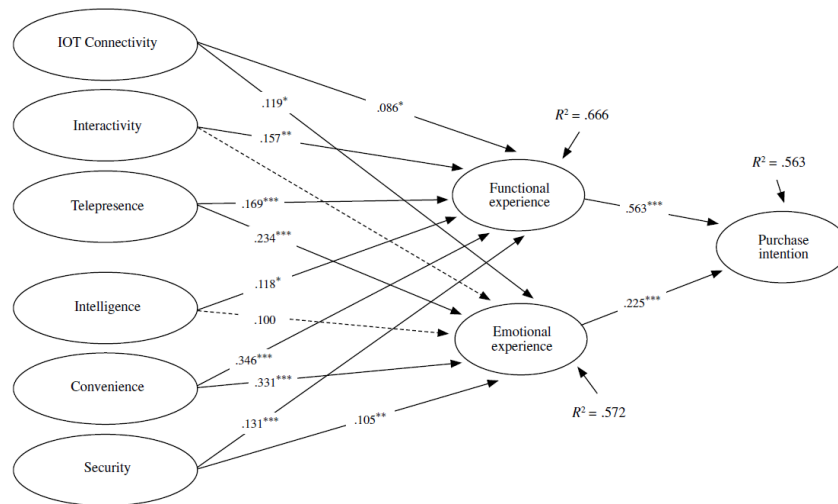 IOT Connectivity
.119*
.086*
R² = .666
Interactivity
.157**
R² = .563
Telepresence
.169***
Functional
experience
.563***
.234***
Purchase
intention
Intelligence
.118*
.100
.225***
Emotional
experience
Convenience
.346***
.331***
R² = .572
Security
.131***
.105**